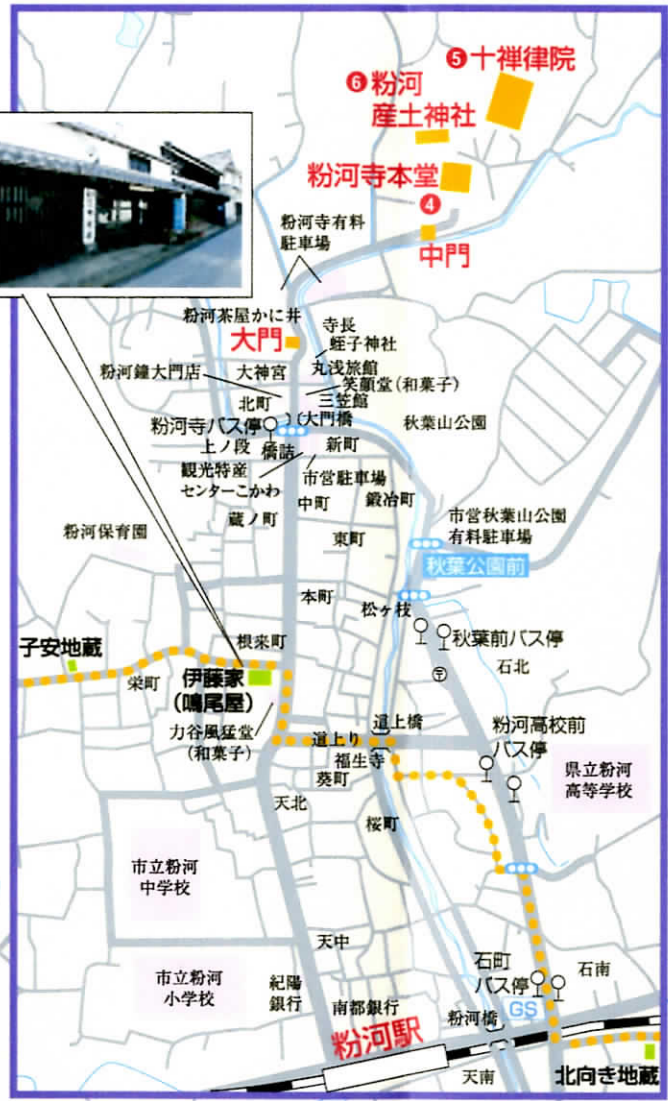 ❺十禅律院
❻粉河
産土神社
粉河寺本堂
❹
中門
粉河寺有料
駐車場
粉河茶屋かに井
大門
寺長
蛭子神社
粉河鐘大門店
大神宮
丸浅旅館
笑顔堂(和菓子)
北町
三笠館
粉河寺バス停
大門橋
秋葉山公園
上ノ段
橋詰
新町
観光特産
センターこかわ
市営駐車場
中町
鍛冶町
蔵ノ町
粉河保育園
東町
市営秋葉山公園
有料駐車場
秋葉公園前
本町
松ヶ枝
根来町
秋葉前バス停
子安地蔵
石北
栄町
伊藤家
(鳴尾屋)
力谷風猛堂
(和菓子)
道上り
道上橋
粉河高校前
バス停
福生寺
葵町
県立粉河
高等学校
天北
桜町
市立粉河
中学校
天中
石町
バス停
石南
市立粉河
小学校
紀陽
銀行
南都銀行
GS
粉河橋
粉河駅
天南
北向き地蔵